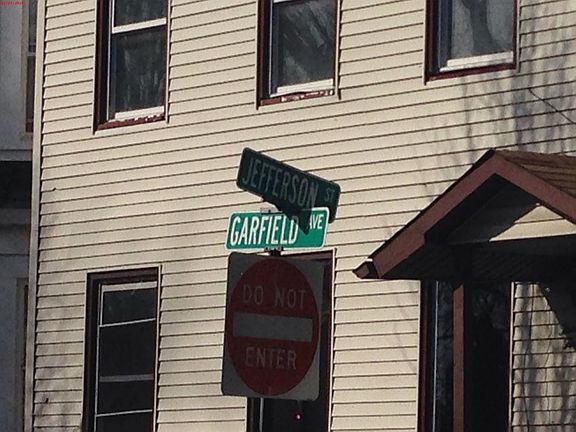 JEFFERSON ST
GARFIELD AVE
DO NOT
ENTER